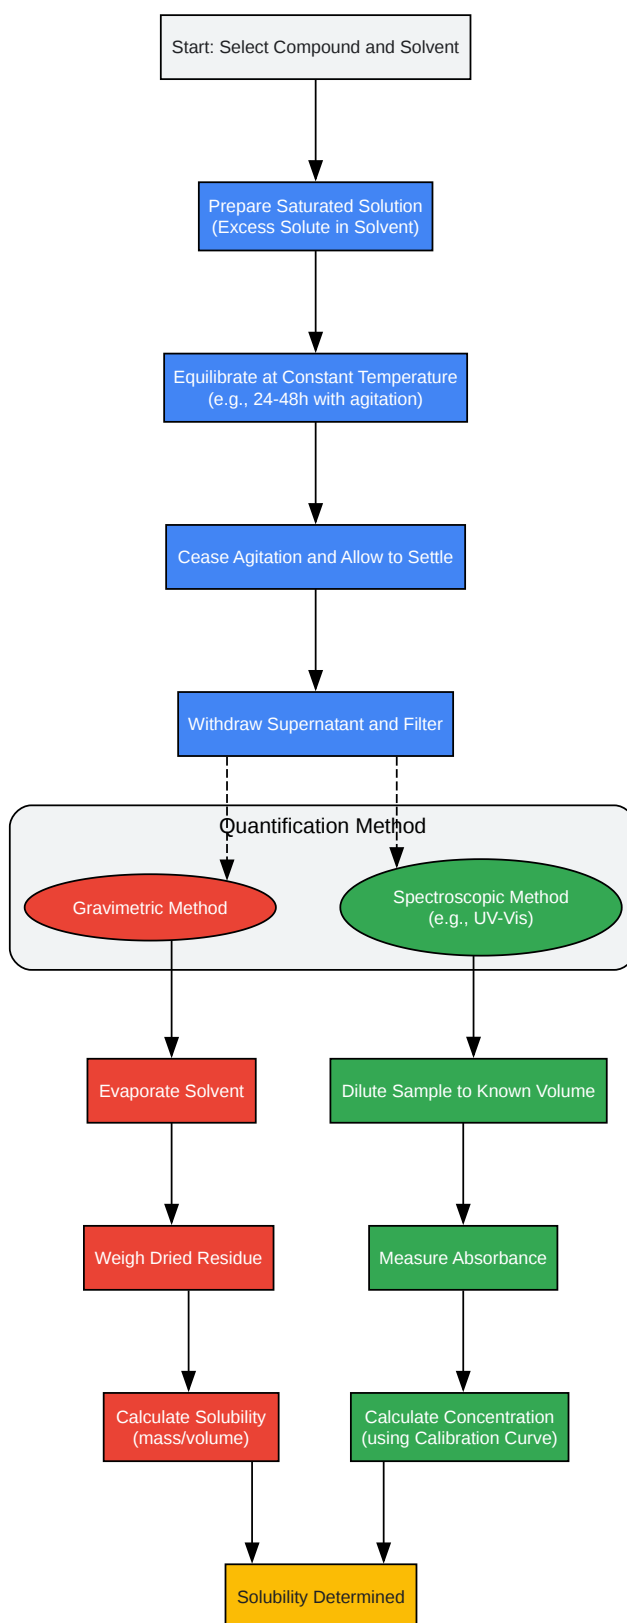 Start: Select Compound and Solvent
Prepare Saturated Solution
(Excess Solute in Solvent)
Equilibrate at Constant Temperature
(e.g., 24-48h with agitation)
Cease Agitation and Allow to Settle
Withdraw Supernatant and Filter
Quantification Method
Gravimetric Method
Spectroscopic Method
(e.g., UV-Vis)
Evaporate Solvent
Dilute Sample to Known Volume
Weigh Dried Residue
Measure Absorbance
Calculate Solubility
(mass/volume)
Calculate Concentration
(using Calibration Curve)
Solubility Determined